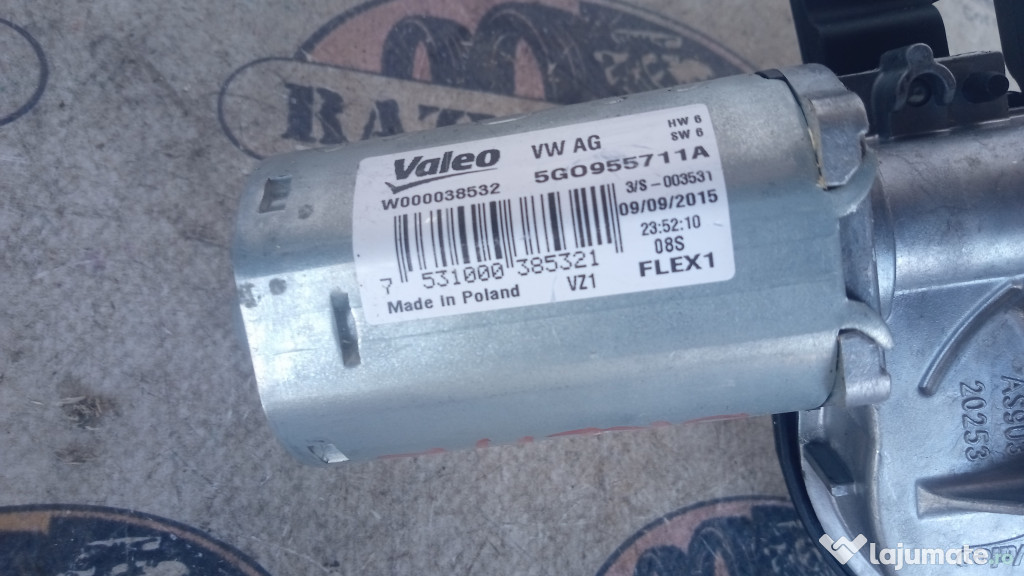 Valeo VW AG HW 6
SW 6
W000038532 5G0955711A
3/S-003531
09/09/2015
23:52:10
08S
7 531000 385321 VZ1 FLEX1
Made in Poland
20253
lajumate